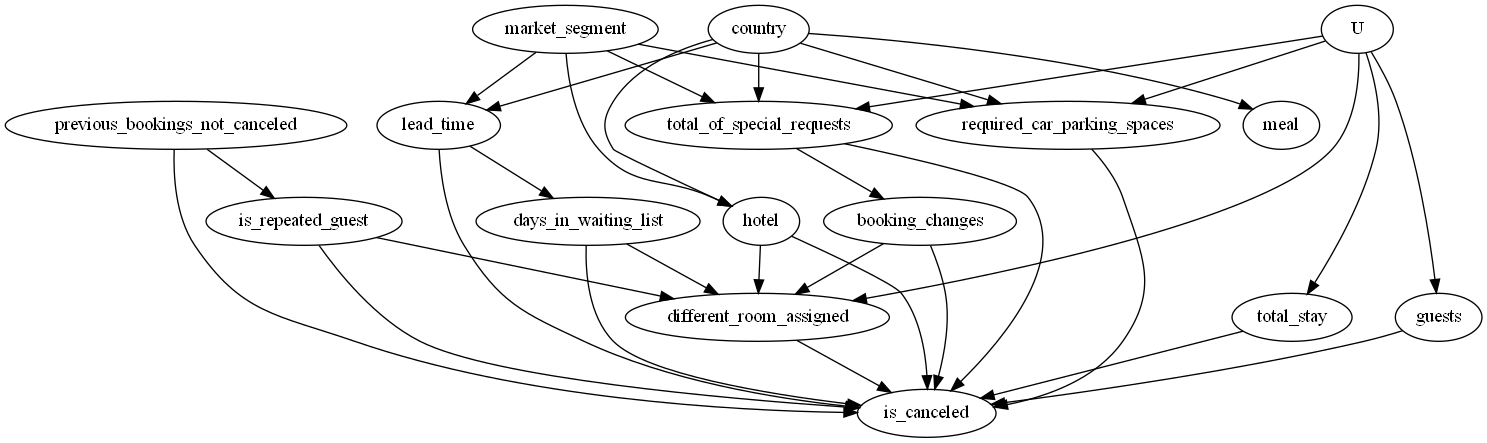 market_segment
country
U
previous_bookings_not_canceled
lead_time
total_of_special_requests
required_car_parking_spaces
meal
is_repeated_guest
days_in_waiting_list
hotel
booking_changes
different_room_assigned
total_stay
guests
is_canceled